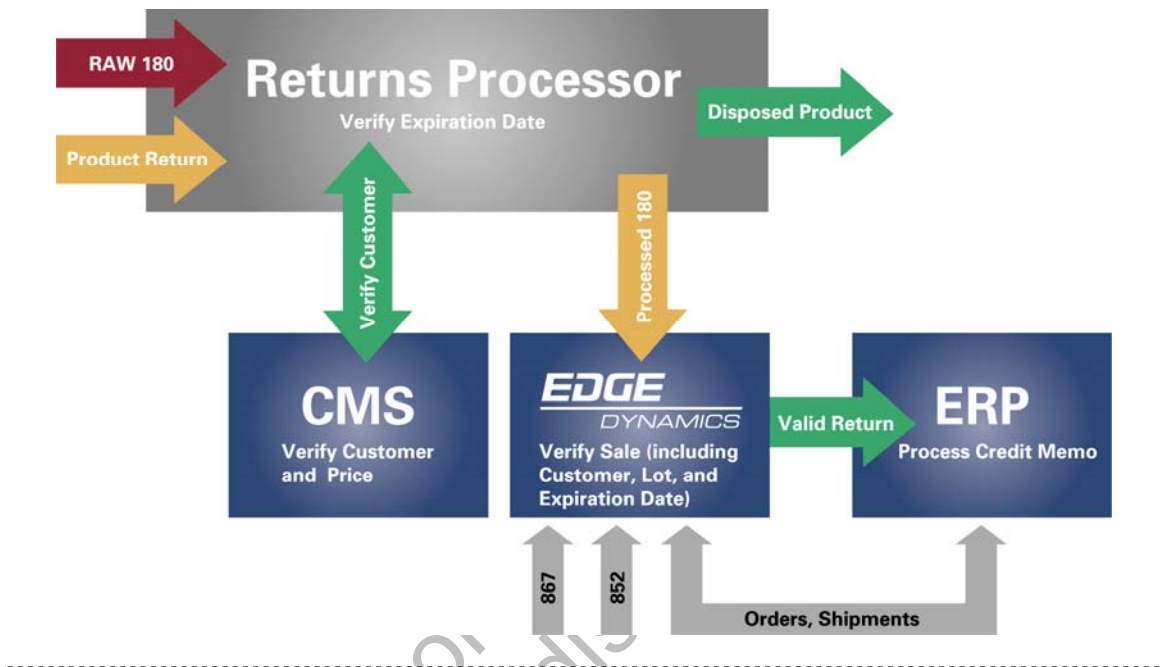 RAW 180
Returns Processor
Verify Expiration Date
Product Return
Disposed Product
Verify Customer
Processed 180
CMS
Verify Customer
and Price
EDGE
DYNAMICS
Verify Sale (including
Customer, Lot, and
Expiration Date)
Valid Return
ERP
Process Credit Memo
867
852
Orders, Shipments